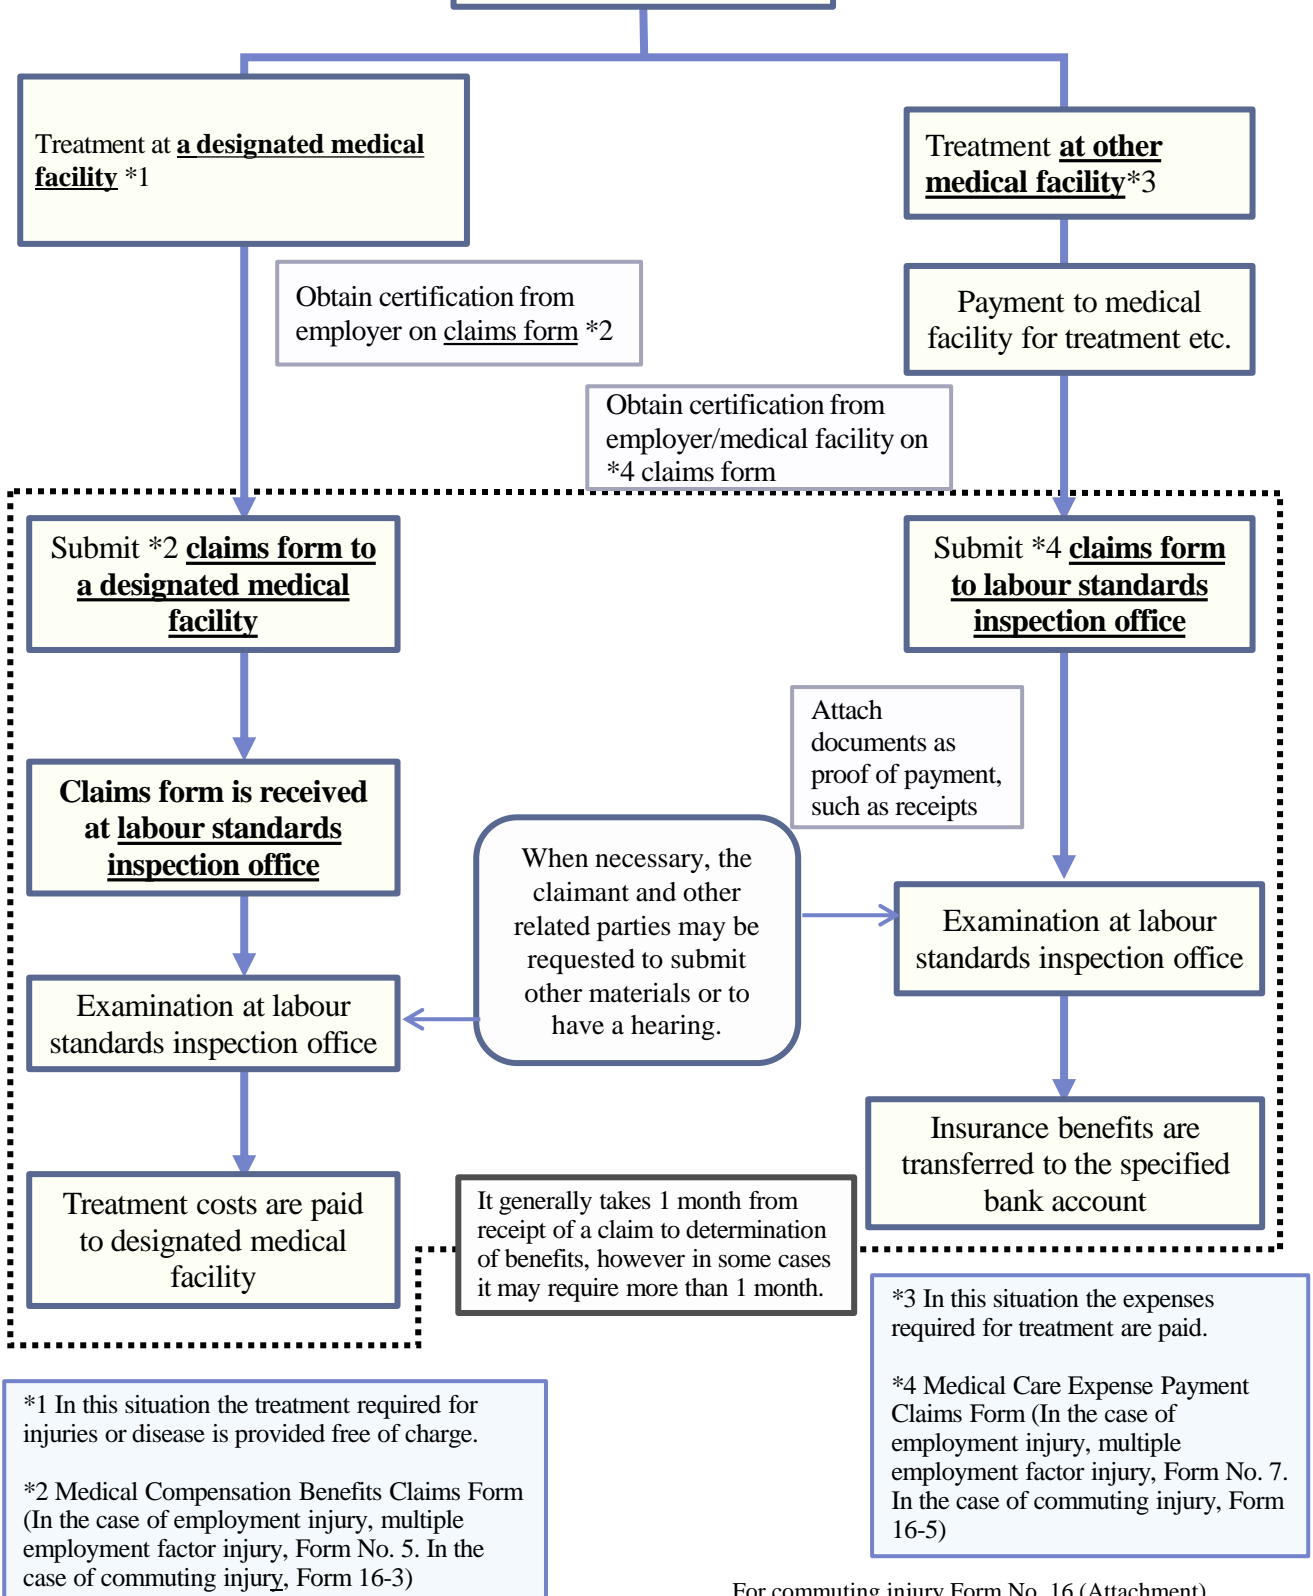 Treatment at a designated medical
facility *1
Treatment at other
medical facility*3
Obtain certification from
employer on claims form *2
Payment to medical
facility for treatment etc.
Obtain certification from
employer/medical facility on
*4 claims form
Submit *2 claims form to
a designated medical
facility
Submit *4 claims form
to labour standards
inspection office
Attach
documents as
proof of payment,
such as receipts
Claims form is received
at labour standards
inspection office
When necessary, the
claimant and other
related parties may be
requested to submit
other materials or to
have a hearing.
Examination at labour
standards inspection office
Examination at labour
standards inspection office
Insurance benefits are
transferred to the specified
bank account
Treatment costs are paid
to designated medical
facility
It generally takes 1 month from
receipt of a claim to determination
of benefits, however in some cases
it may require more than 1 month.
*3 In this situation the expenses
required for treatment are paid.
*4 Medical Care Expense Payment
Claims Form (In the case of
employment injury, multiple
employment factor injury, Form No. 7.
In the case of commuting injury, Form
16-5)
*1 In this situation the treatment required for
injuries or disease is provided free of charge.
*2 Medical Compensation Benefits Claims Form
(In the case of employment injury, multiple
employment factor injury, Form No. 5. In the
case of commuting injury, Form 16-3)
For commuting injury Form No. 16 (Attachment)